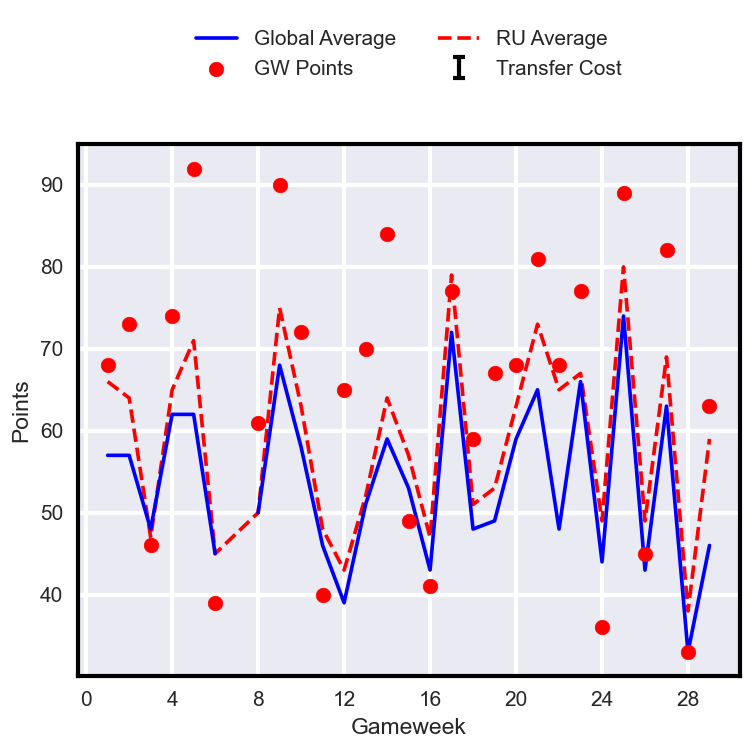 Global Average
RU Average
GW Points
Transfer Cost
90
80
70
60
50
40
Points
0 4 8 12 16 20 24 28
Gameweek